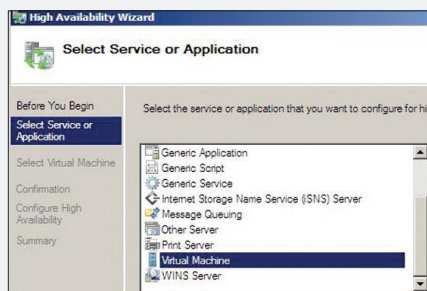 High Availability Wizard
Select Service or Application
Before You Begin
Select Service or
Application
Select Virtual Machine
Confirmation
Configure High
Availability
Summary
Select the service or application that you want to configure for hi
Generic Application
Generic Script
Generic Service
Internet Storage Name Service (iSNS) Server
Message Queuing
Other Server
Print Server
Virtual Machine
WINS Server